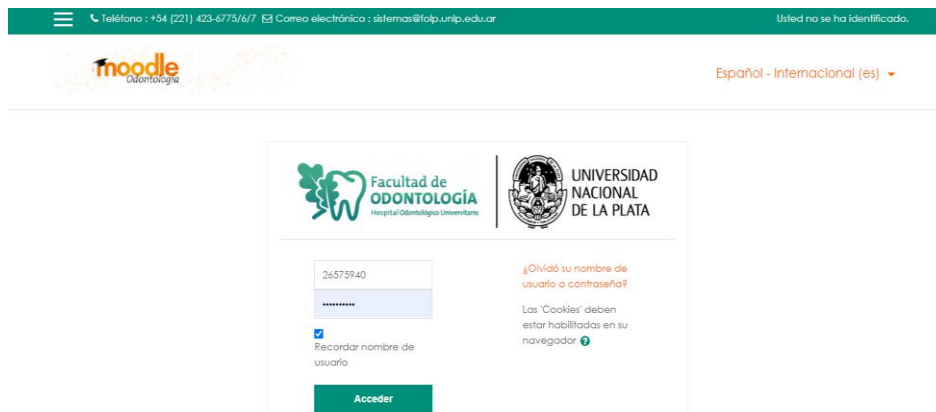 Teléfono : +54 (221) 423-6775/6/7 Correo electrónico : sistemas@folp.unlp.edu.ar
Usted no se ha identificado.
moodle
Odontología
Español - Internacional (es)
Facultad de
ODONTOLOGÍA
Hospital Odontológico Universitario
UNIVERSIDAD
NACIONAL
DE LA PLATA
26575940
••••••••••
Recordar nombre de
usuario
Acceder
¿Olvidó su nombre de
usuario o contraseña?
Las 'Cookies' deben
estar habilitadas en su
navegador